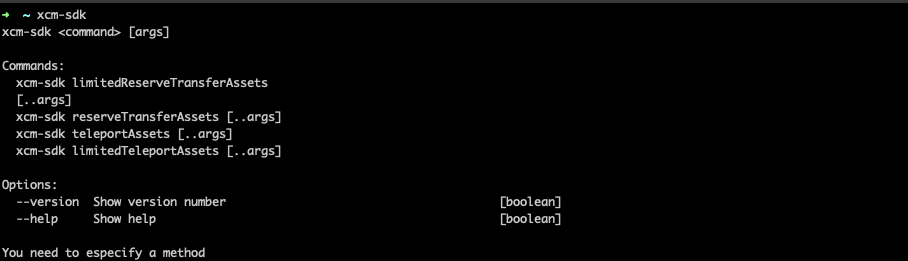 ➜ ~ xcm-sdk
xcm-sdk <command> [args]
Commands:
xcm-sdk limitedReserveTransferAssets
[..args]
xcm-sdk reserveTransferAssets [..args]
xcm-sdk teleportAssets [..args]
xcm-sdk limitedTeleportAssets [..args]
Options:
--version Show version number [boolean]
--help Show help [boolean]
You need to especify a method